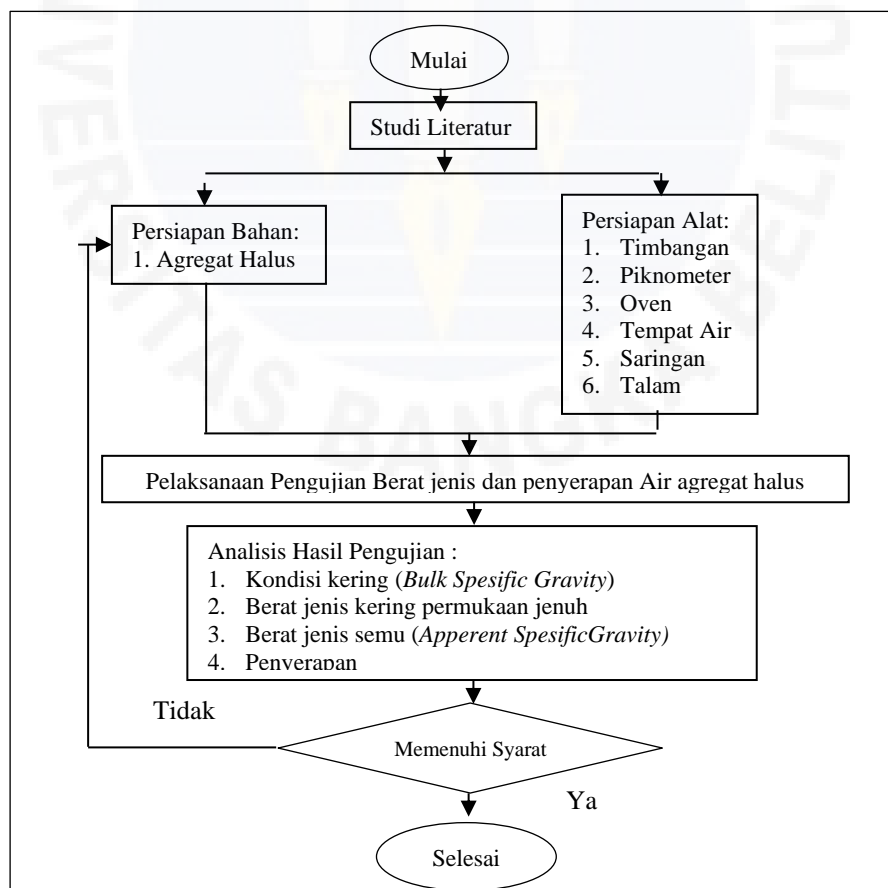 Mulai
Studi Literatur
Persiapan Bahan:
1. Agregat Halus
Persiapan Alat:
1. Timbangan
2. Piknometer
3. Oven
4. Tempat Air
5. Saringan
6. Talam
Pelaksanaan Pengujian Berat jenis dan penyerapan Air agregat halus
Analisis Hasil Pengujian :
1. Kondisi kering (Bulk Spesific Gravity)
2. Berat jenis kering permukaan jenuh
3. Berat jenis semu (Apperent SpesificGravity)
4. Penyerapan
Tidak
Memenuhi Syarat
Ya
Selesai
UNIVERSITAS BANGKA BELITU